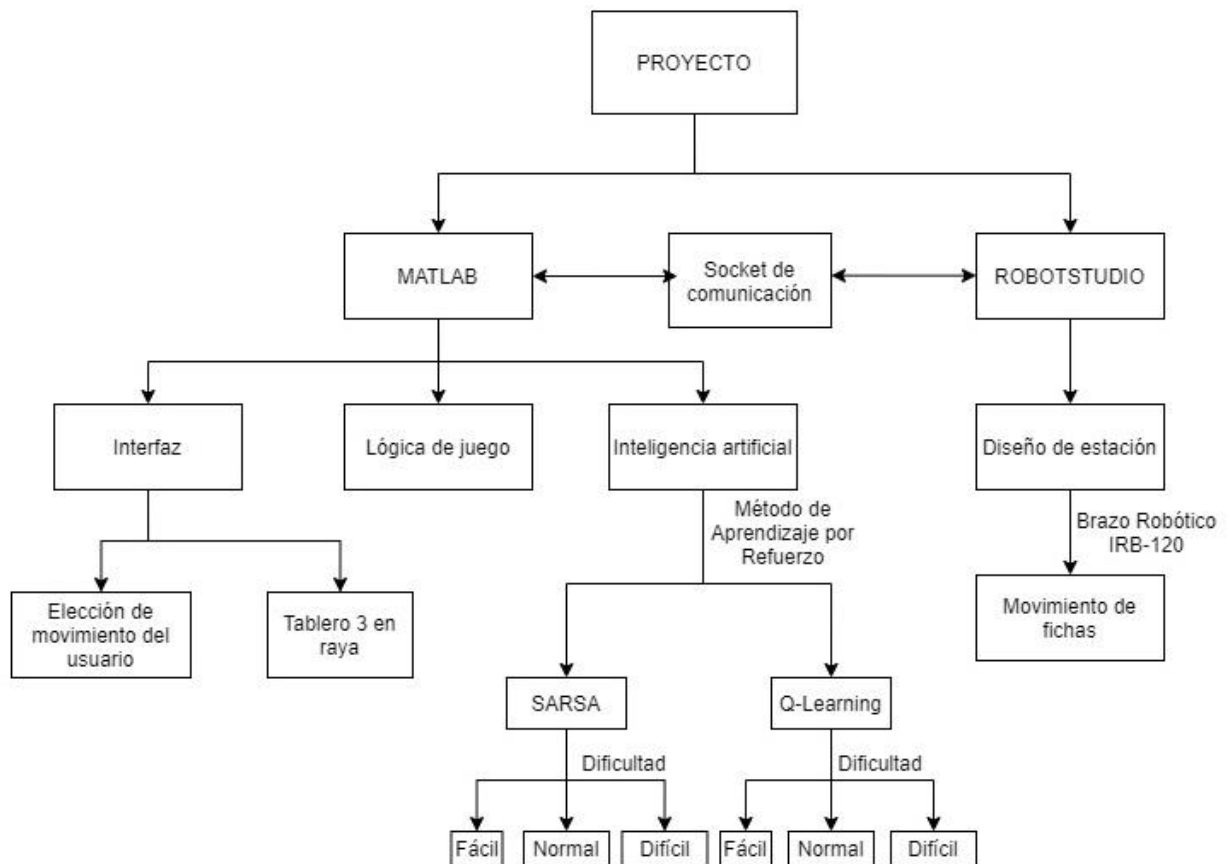 PROYECTO
MATLAB
Socket de
comunicación
ROBOTSTUDIO
Interfaz
Lógica de juego
Inteligencia artificial
Diseño de estación
Método de
Aprendizaje por
Refuerzo
Brazo Robótico
IRB-120
Elección de
movimiento del
usuario
Tablero 3 en
raya
Movimiento de
fichas
SARSA
Q-Learning
Dificultad
Dificultad
Fácil
Normal
Difícil
Fácil
Normal
Difícil